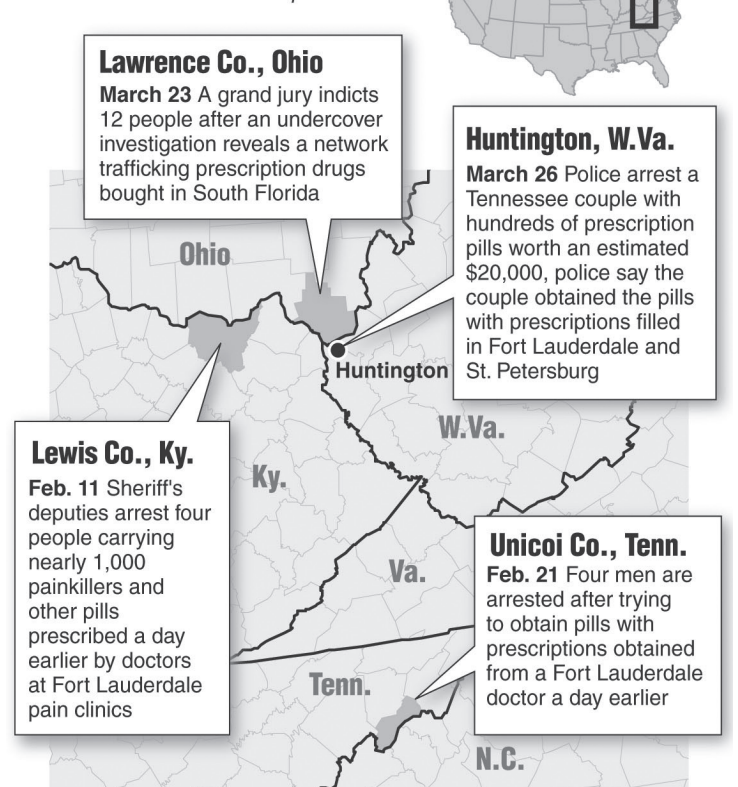 Lawrence Co., Ohio
March 23 A grand jury indicts
12 people after an undercover
investigation reveals a network
trafficking prescription drugs
bought in South Florida
Huntington, W.Va.
March 26 Police arrest a
Tennessee couple with
hundreds of prescription
pills worth an estimated
$20,000, police say the
couple obtained the pills
with prescriptions filled
in Fort Lauderdale and
St. Petersburg
Ohio
Huntington
W.Va.
Ky.
Lewis Co., Ky.
Feb. 11 Sheriff's
deputies arrest four
people carrying
nearly 1,000
painkillers and
other pills
prescribed a day
earlier by doctors
at Fort Lauderdale
pain clinics
Va.
Unicoi Co., Tenn.
Feb. 21 Four men are
arrested after trying
to obtain pills with
prescriptions obtained
from a Fort Lauderdale
doctor a day earlier
Tenn.
N.C.